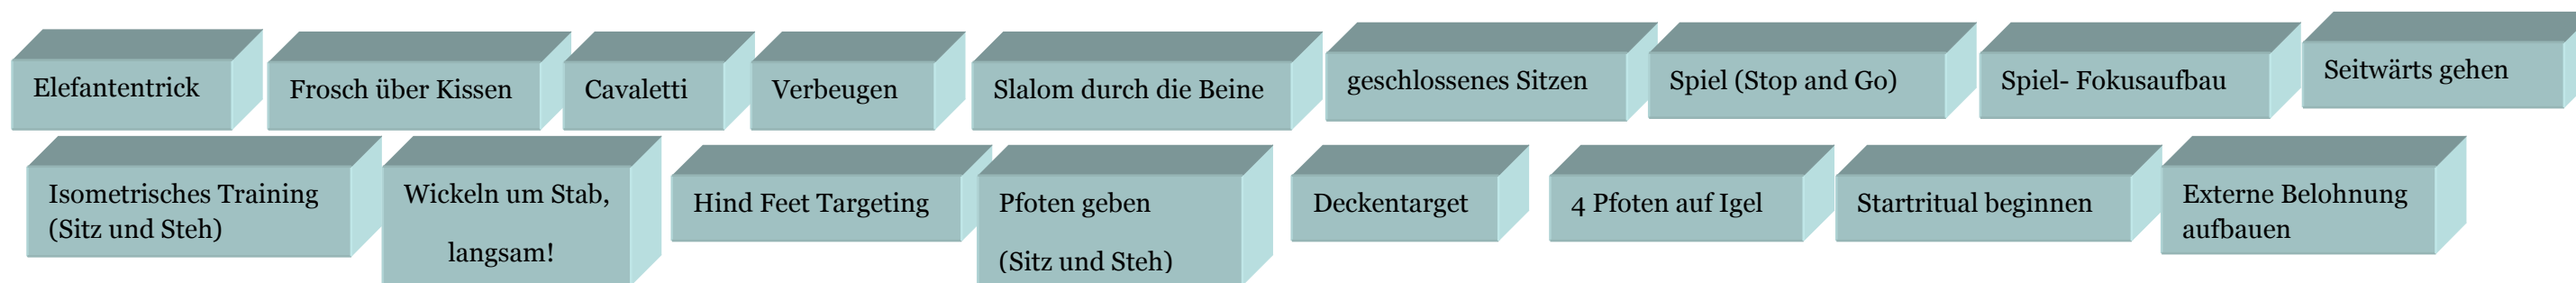 Elefantentrick
Frosch über Kissen
Cavaletti
Verbeugen
Slalom durch die Beine
geschlossenes Sitzen
Spiel (Stop and Go)
Spiel- Fokusaufbau
Seitwärts gehen
Isometrisches Training
(Sitz und Steh)
Wickeln um Stab,
langsam!
Hind Feet Targeting
Pfoten geben
(Sitz und Steh)
Deckentarget
4 Pfoten auf Igel
Startritual beginnen
Externe Belohnung
aufbauen